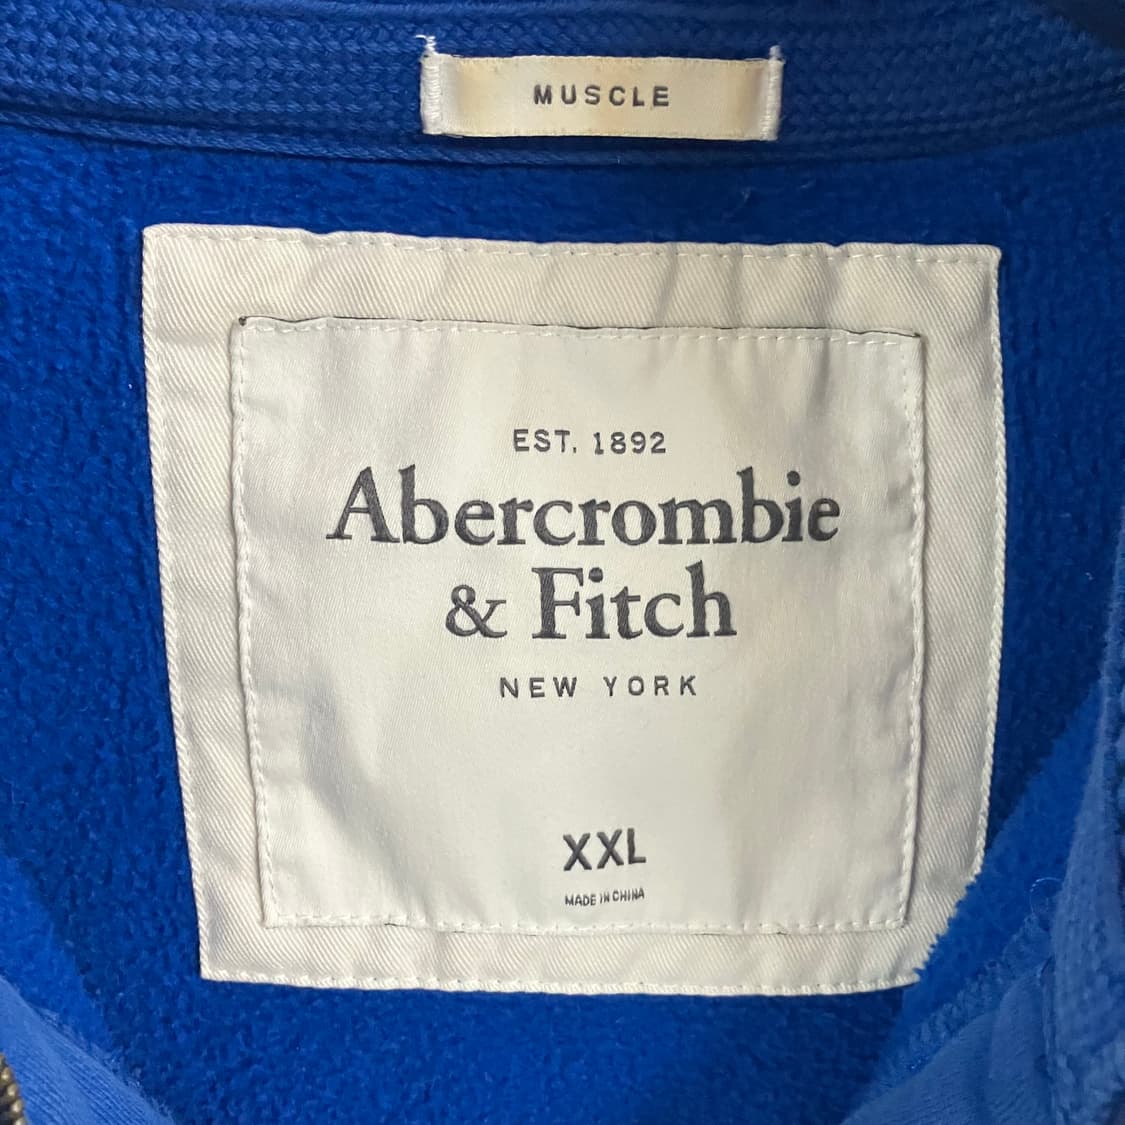 MUSCLE
EST. 1892
Abercrombie
& Fitch
NEW YORK
XXL
MADE IN CHINA